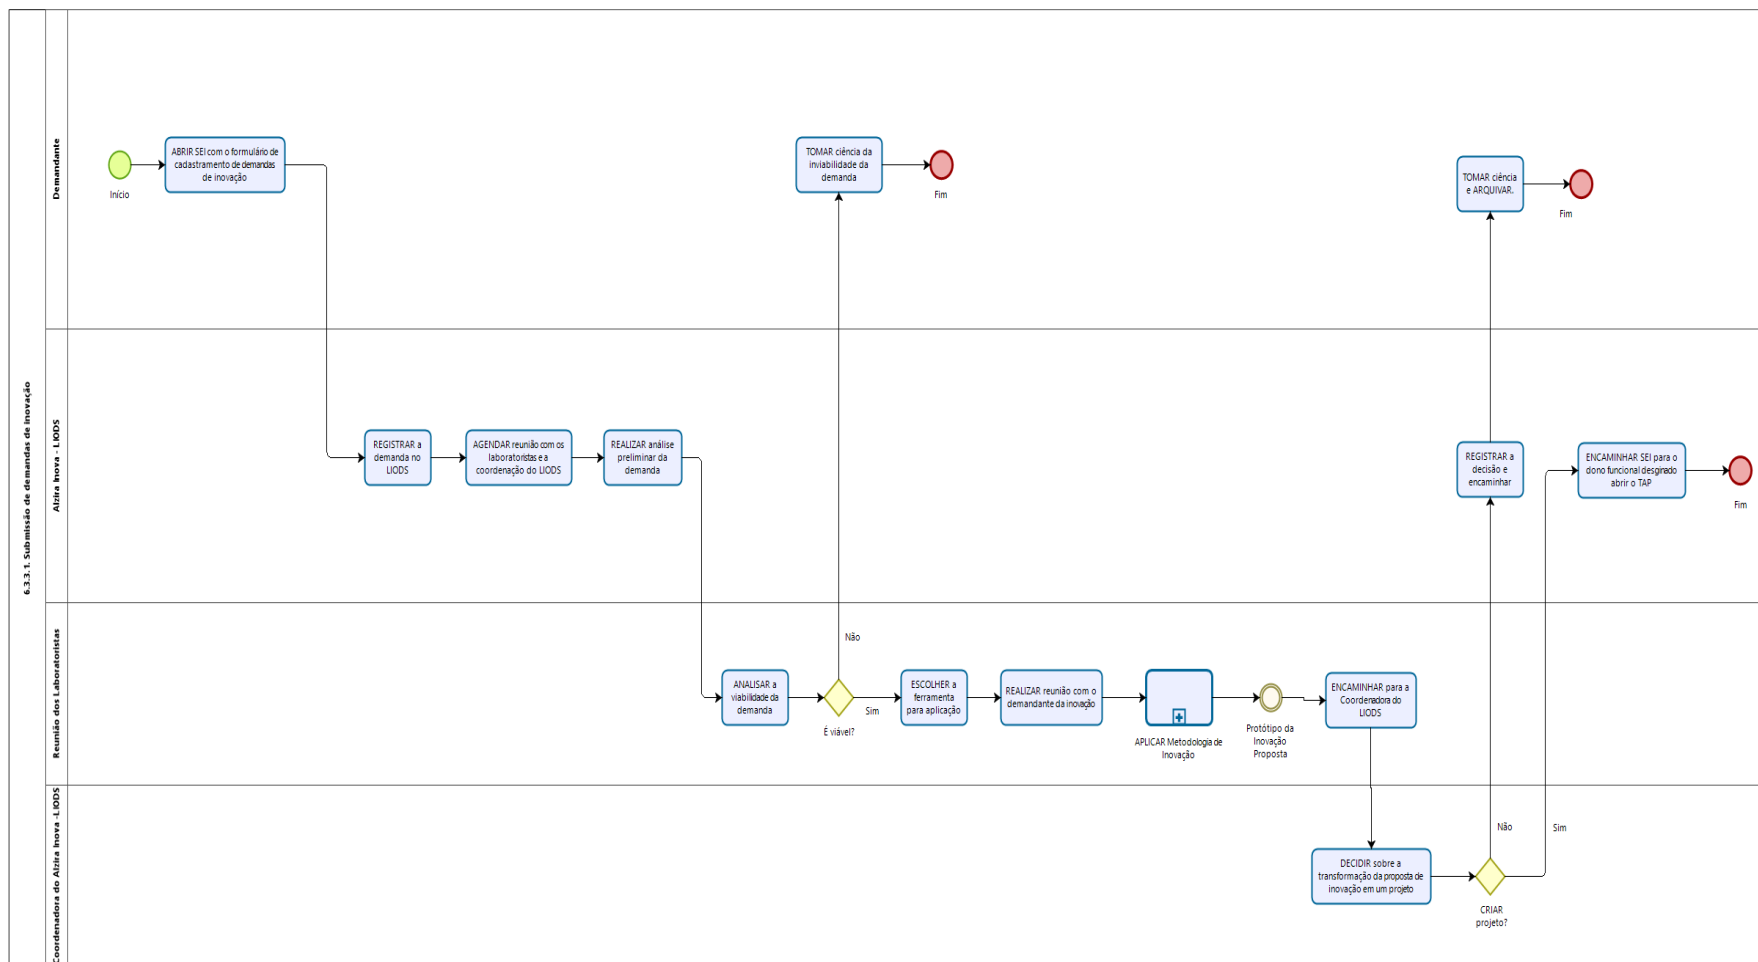 6.3.3.1. Submissão de demandas de inovação
Demandante
Início
ABRIR SEI com o formulário de
cadastramento de demandas
de inovação
TOMAR ciência da
inviabilidade da
demanda
Fim
TOMAR ciência
e ARQUIVAR.
Fim
Alzira Inova - LIODS
REGISTRAR a
demanda no
LIODS
AGENDAR reunião com os
laboratoristas e a
coordenação do LIODS
REALIZAR análise
preliminar da
demanda
REGISTRAR a
decisão e
encaminhar
ENCAMINHAR SEI para o
dono funcional desginado
abrir o TAP
Fim
Reunião dos Laboratoristas
ANALISAR a
viabilidade da
demanda
Não
É viável?
Sim
ESCOLHER a
ferramenta
para aplicação
REALIZAR reunião com o
demandante da inovação
APLICAR Metodologia de
Inovação
Protótipo da
Inovação
Proposta
ENCAMINHAR para a
Coordenadora do
LIODS
Coordenadora do Alzira Inova -LIODS
DECIDIR sobre a
transformação da proposta de
inovação em um projeto
Não
CRIAR
projeto?
Sim